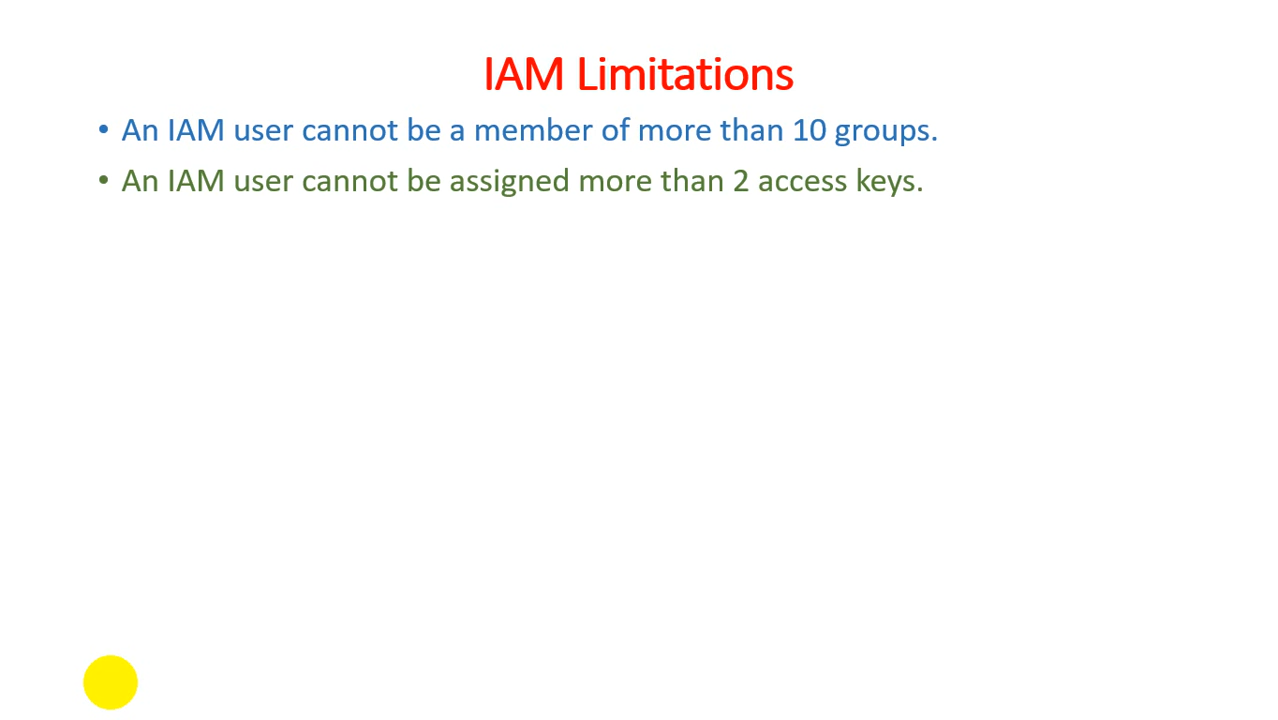 IAM Limitations
• An IAM user cannot be a member of more than 10 groups.
• An IAM user cannot be assigned more than 2 access keys.